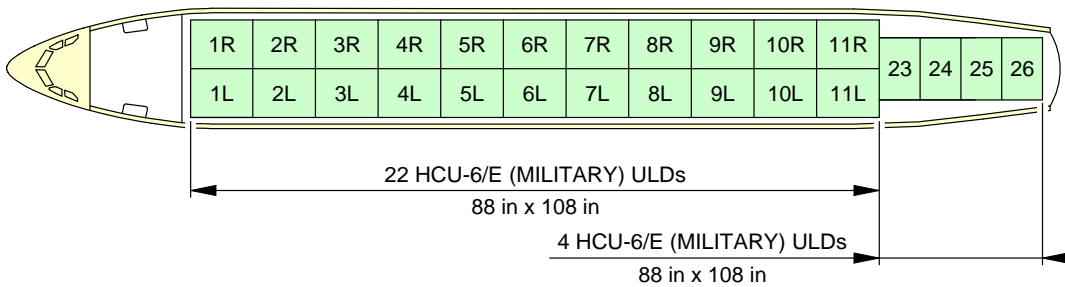 1R 2R 3R 4R 5R 6R 7R 8R 9R 10R 11R
23 24 25 26
1L 2L 3L 4L 5L 6L 7L 8L 9L 10L 11L
22 HCU-6/E (MILITARY) ULDs
88 in x 108 in
4 HCU-6/E (MILITARY) ULDs
88 in x 108 in